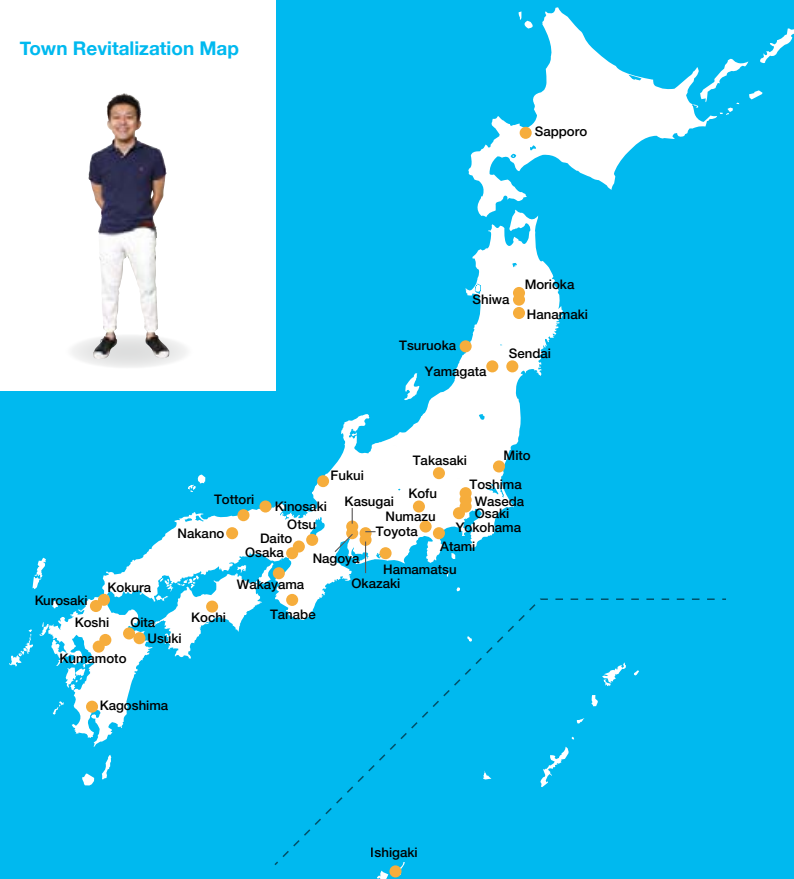 Town Revitalization Map
Sapporo
Morioka
Shiwa
Hanamaki
Tsuruoka
Sendai
Yamagata
Mito
Takasaki
Fukui
Toshima
Kofu
Waseda
Kasugai
Tottori
Kinosaki
Osaki
Numazu
Otsu
Yokohama
Nakano
Daito
Toyota
Atami
Osaka
Nagoya
Hamamatsu
Wakayama
Okazaki
Kokura
Kurosaki
Kochi
Tanabe
Koshi
Oita
Usuki
Kumamoto
Kagoshima
Ishigaki